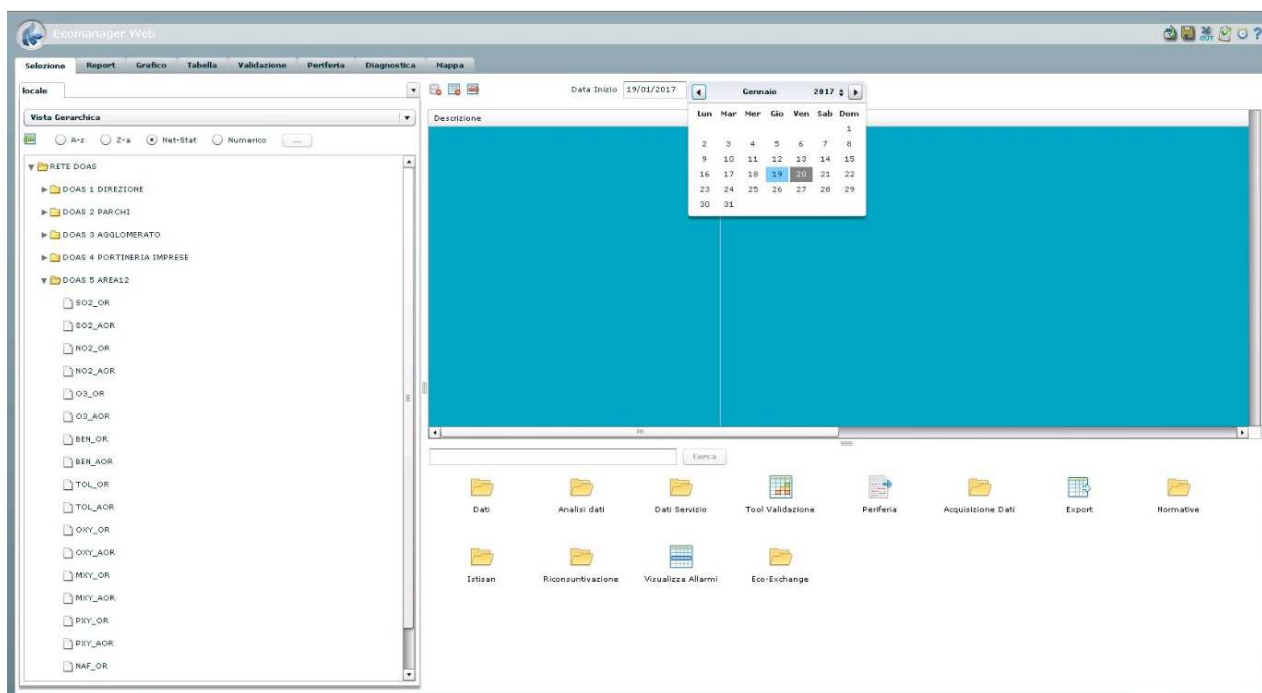 Ecomanager Web
OUT ?
Selezione Report Grafico Tabella Validazione Periferia Diagnostica Mappa
locale
Data Inizio 19/01/2017
Gennaio 2017
Vista Gerarchica
Descrizione
Lun Mar Mer Gio Ven Sab Dom
1
2 3 4 5 6 7 8
9 10 11 12 13 14 15
16 17 18 19 20 21 22
23 24 25 26 27 28 29
30 31
A-z Z-a Net-Stat Numerico ...
RETE DOAS
DOAS 1 DIREZIONE
DOAS 2 PARCHI
DOAS 3 AGGLOMERATO
DOAS 4 PORTINERIA IMPRESE
DOAS 5 AREA12
SO2_OR
SO2_AOR
NO2_OR
NO2_AOR
O3_OR
O3_AOR
BEN_OR
BEN_AOR
TOL_OR
TOL_AOR
OXY_OR
OXY_AOR
MXY_OR
MXY_AOR
PXY_OR
PXY_AOR
NAF_OR
Cerca
Dati Analisi dati Dati Servizio Tool Validazione Periferia Acquisizione Dati Export Normative
Istisan Riconsuntivazione Visualizza Allarmi Eco-Exchange